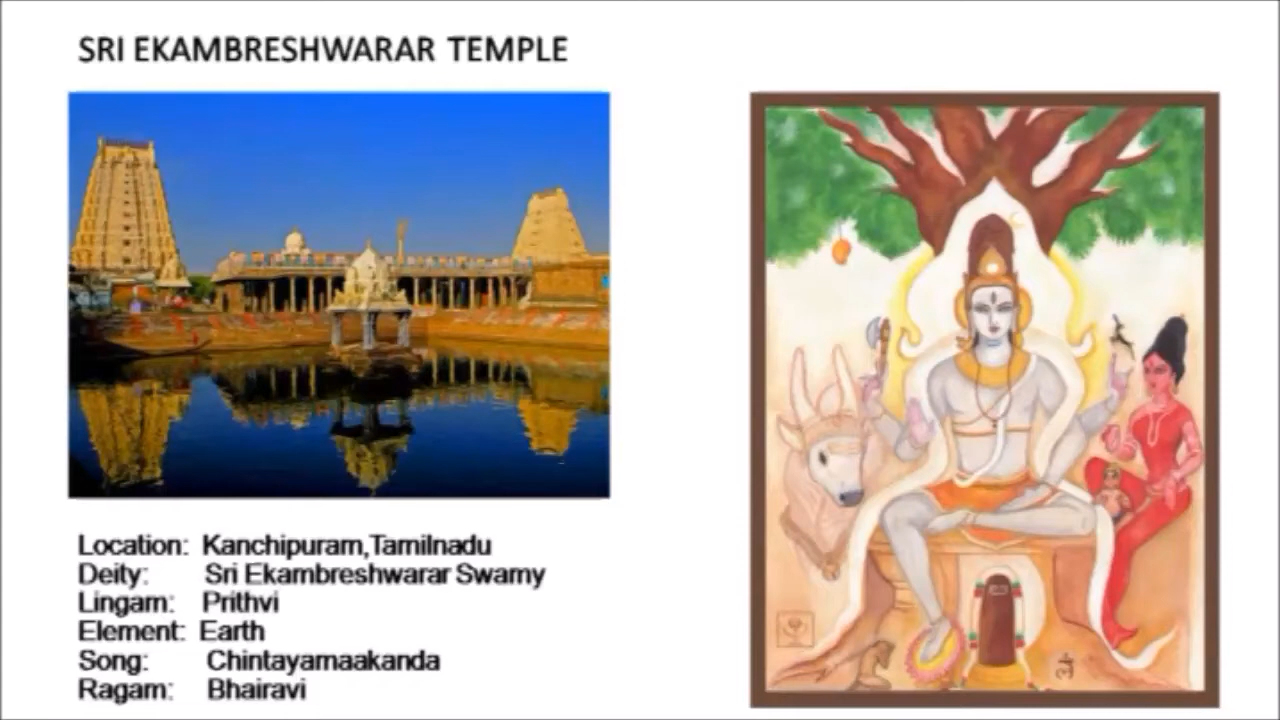 SRI EKAMBRESHWARAR TEMPLE
Location: Kanchipuram,Tamilnadu
Deity: Sri Ekambreshwarar Swamy
Lingam: Prithvi
Element: Earth
Song: Chintayamaakanda
Ragam: Bhairavi